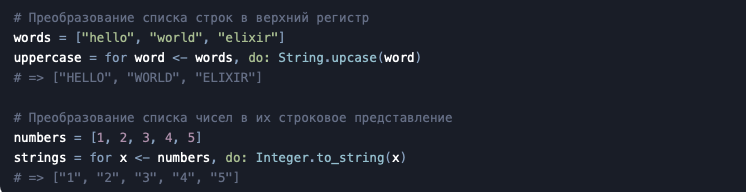 # Преобразование списка строк в верхний регистр
words = ["hello", "world", "elixir"]
uppercase = for word <- words, do: String.upcase(word)
# => ["HELLO", "WORLD", "ELIXIR"]
# Преобразование списка чисел в их строковое представление
numbers = [1, 2, 3, 4, 5]
strings = for x <- numbers, do: Integer.to_string(x)
# => ["1", "2", "3", "4", "5"]